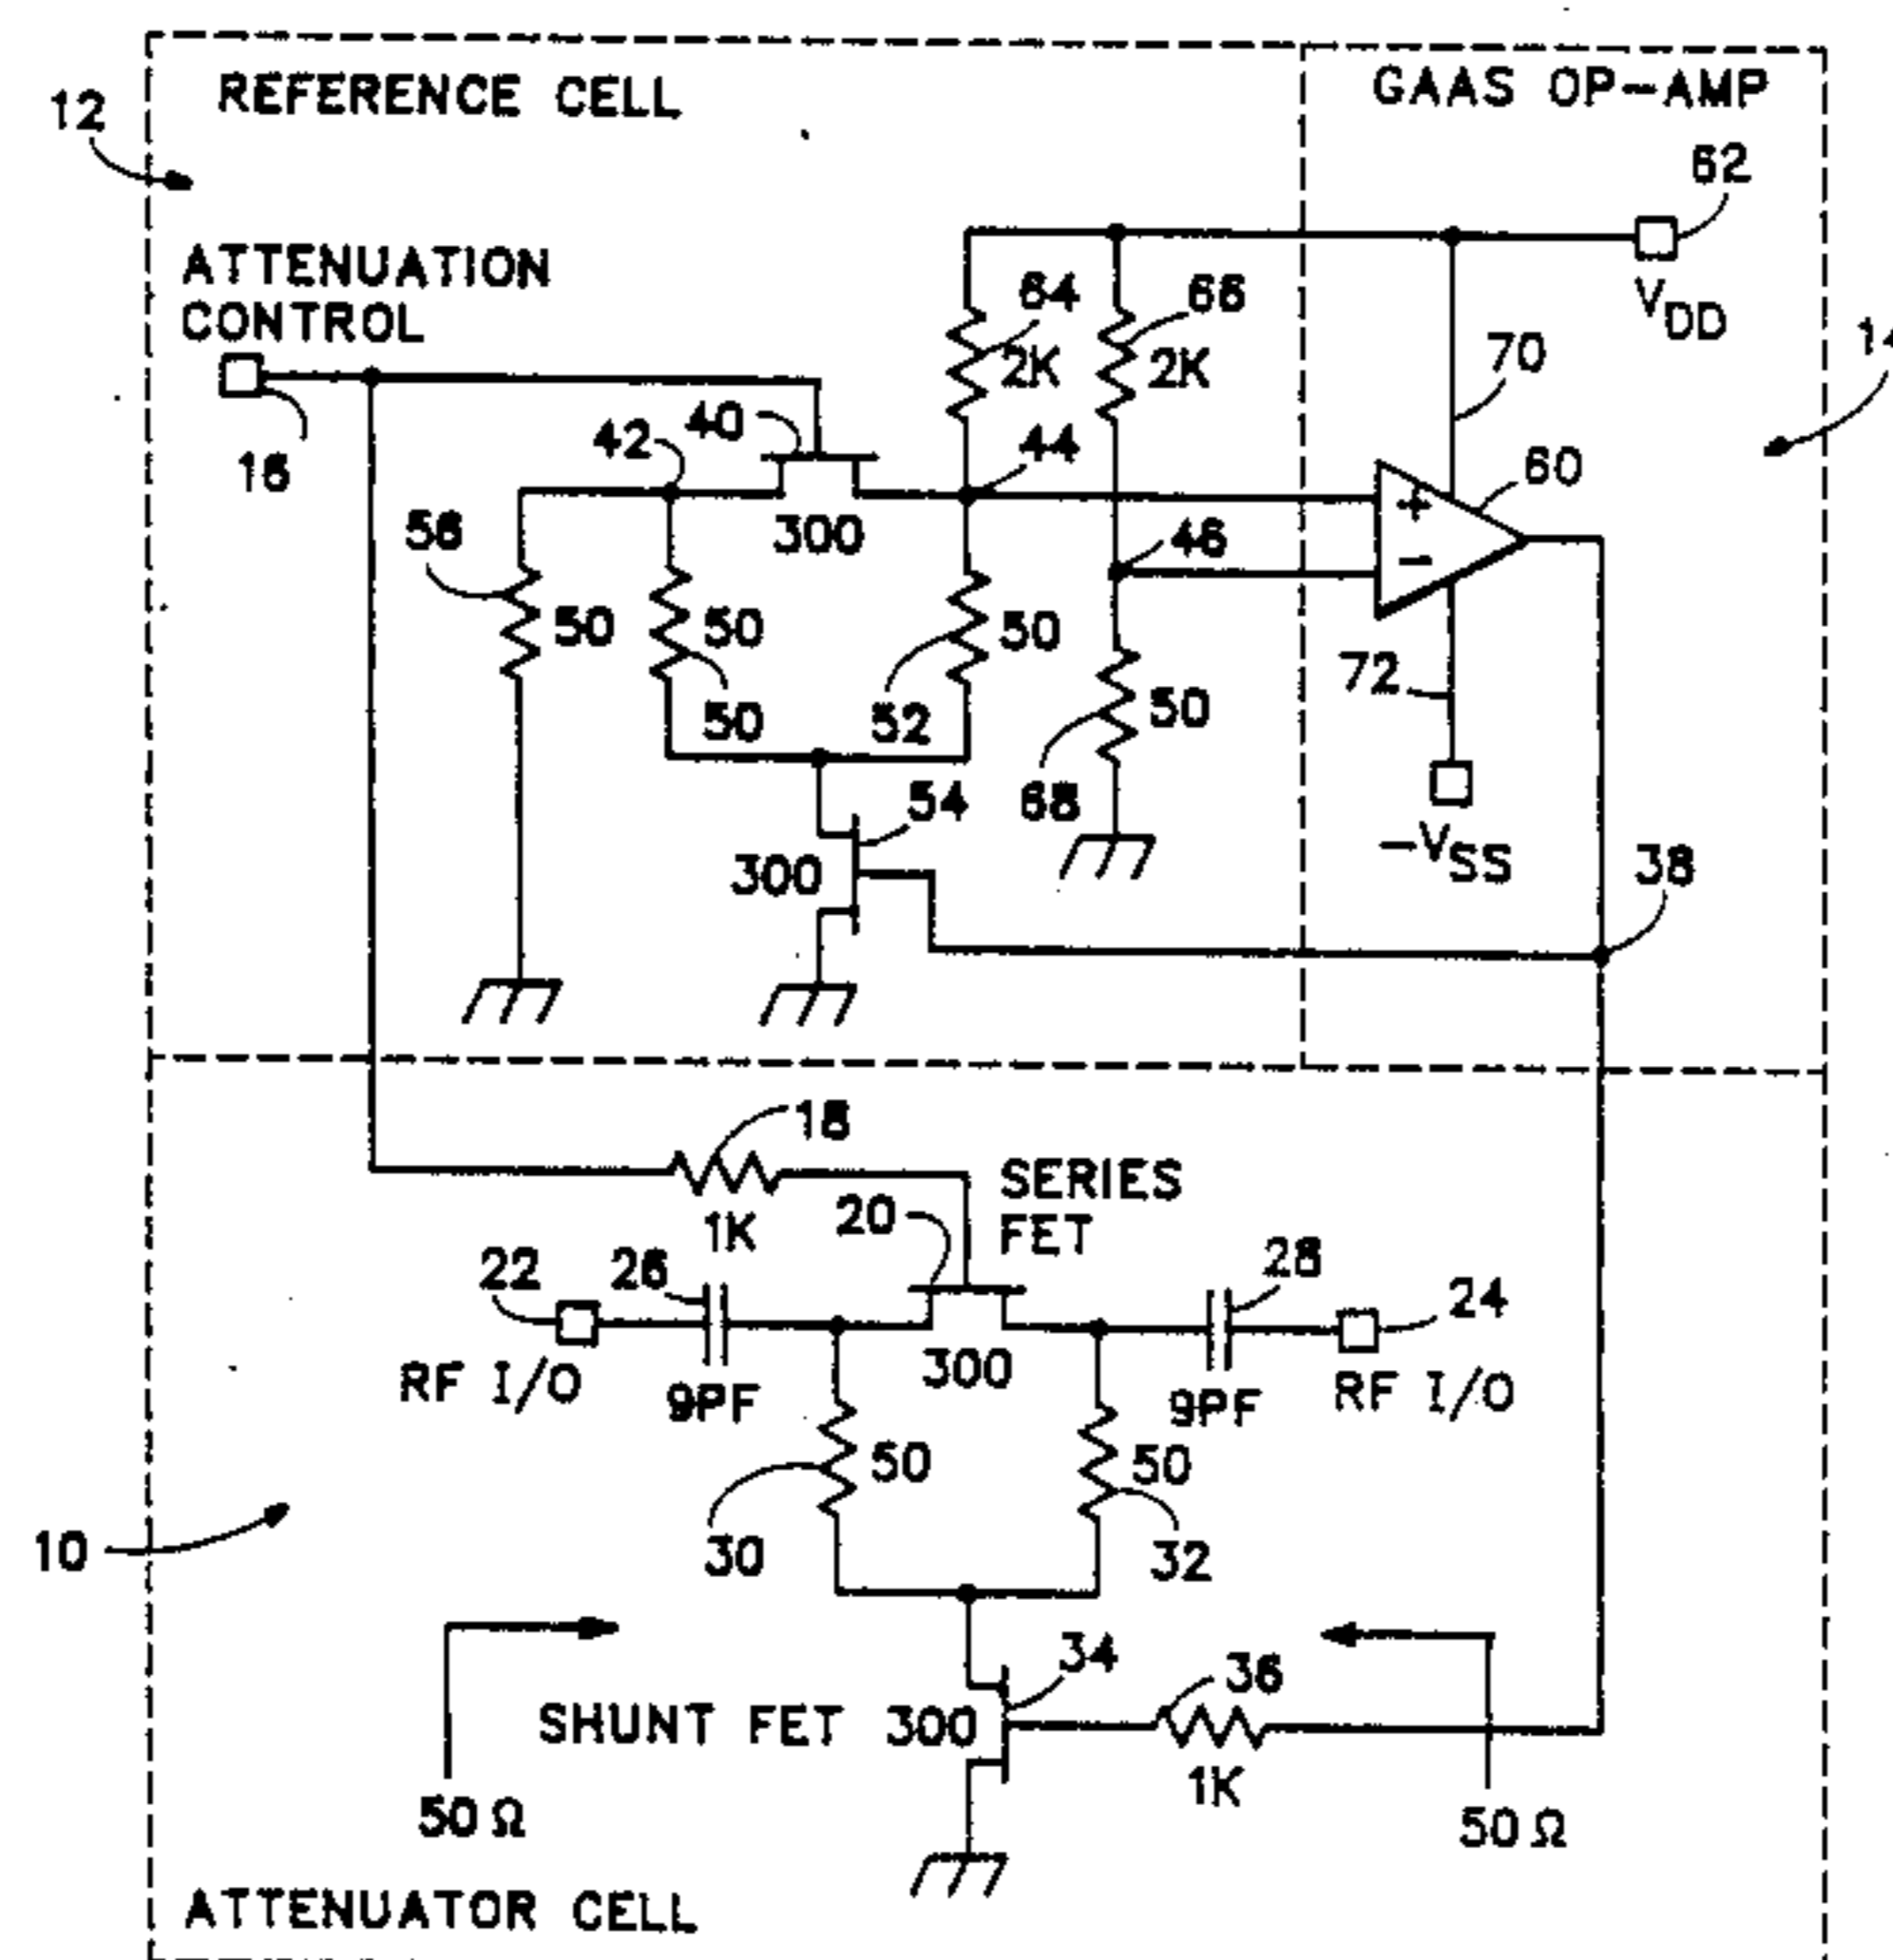 REFERENCE CELL
GAAS OP-AMP
12
62
ATTENUATION
CONTROL
64
66
VDD
2K
2K
70
14
16
42
40
44
60
56
300
+
46
-
50
50
50
50
52
72
50
68
54
300
-VSS
38
18
SERIES
FET
1K
20
22
26
28
24
RF I/O
9PF
300
9PF
RF I/O
50
50
10
30
32
34
36
SHUNT FET
300
1K
50 Ω
50 Ω
ATTENUATOR CELL